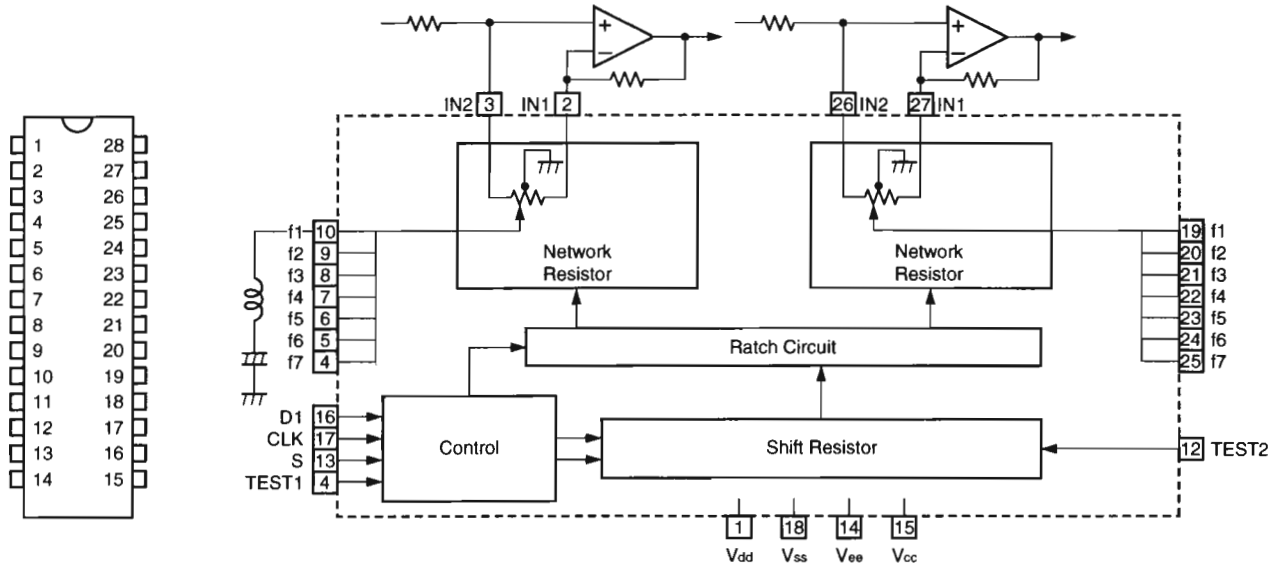 1 28
2 27
3 26
4 25
5 24
6 23
7 22
8 21
9 20
10 19
11 18
12 17
13 16
14 15
+
−
+
−
IN2 3 IN1 2
26 IN2 27 IN1
Network
Resistor
Network
Resistor
f1 10
f2 9
f3 8
f4 7
f5 6
f6 5
f7 4
19 f1
20 f2
21 f3
22 f4
23 f5
24 f6
25 f7
Ratch Circuit
D1 16
CLK 17
S 13
TEST1 4
Control
Shift Resistor
12 TEST2
1 18 14 15
Vdd Vss Vee Vcc